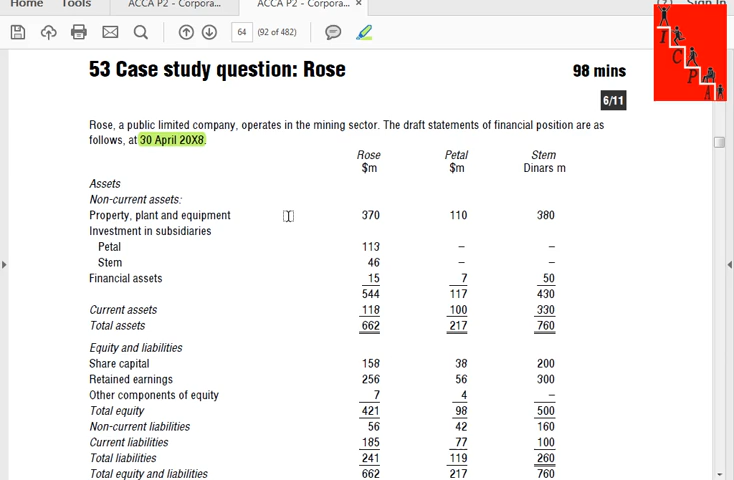 Home Tools ACCA P2 - Corpora... ACCA P2 - Corpora... × Sign In
64 (92 of 482)
I
C
P
A
53 Case study question: Rose 98 mins
6/11
Rose, a public limited company, operates in the mining sector. The draft statements of financial position are as
follows, at 30 April 20X8.
Rose Petal Stem
$m $m Dinars m
Assets
Non-current assets:
Property, plant and equipment 370 110 380
Investment in subsidiaries
Petal 113 – –
Stem 46 – –
Financial assets 15 7 50
544 117 430
Current assets 118 100 330
Total assets 662 217 760
Equity and liabilities
Share capital 158 38 200
Retained earnings 256 56 300
Other components of equity 7 4 –
Total equity 421 98 500
Non-current liabilities 56 42 160
Current liabilities 185 77 100
Total liabilities 241 119 260
Total equity and liabilities 662 217 760